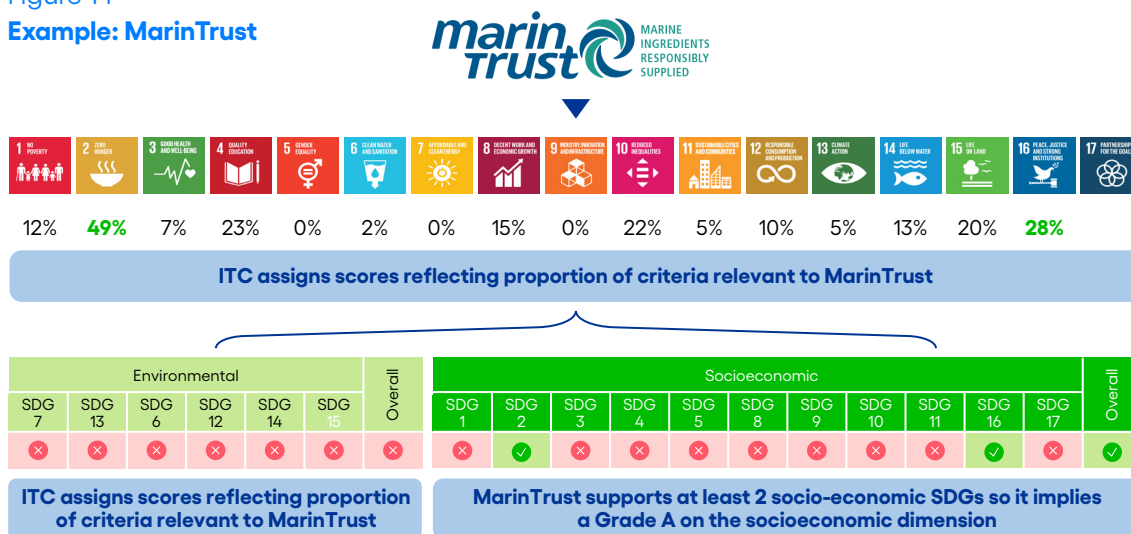 Example: MarinTrust
marin
TRUST
MARINE
INGREDIENTS
RESPONSIBLY
SUPPLIED
1 NO POVERTY
2 ZERO HUNGER
3 GOOD HEALTH AND WELL-BEING
4 QUALITY EDUCATION
5 GENDER EQUALITY
6 CLEAN WATER AND SANITATION
7 AFFORDABLE AND CLEAN ENERGY
8 DECENT WORK AND ECONOMIC GROWTH
9 INDUSTRY, INNOVATION AND INFRASTRUCTURE
10 REDUCED INEQUALITIES
11 SUSTAINABLE CITIES AND COMMUNITIES
12 RESPONSIBLE CONSUMPTION AND PRODUCTION
13 CLIMATE ACTION
14 LIFE BELOW WATER
15 LIFE ON LAND
16 PEACE, JUSTICE AND STRONG INSTITUTIONS
17 PARTNERSHIPS FOR THE GOALS
12% 49% 7% 23% 0% 2% 0% 15% 0% 22% 5% 10% 5% 13% 20% 28%
ITC assigns scores reflecting proportion of criteria relevant to MarinTrust
Environmental
Overall
SDG 7
SDG 13
SDG 6
SDG 12
SDG 14
SDG 15
Socioeconomic
Overall
SDG 1
SDG 2
SDG 3
SDG 4
SDG 5
SDG 8
SDG 9
SDG 10
SDG 11
SDG 16
SDG 17
ITC assigns scores reflecting proportion
of criteria relevant to MarinTrust
MarinTrust supports at least 2 socio-economic SDGs so it implies
a Grade A on the socioeconomic dimension